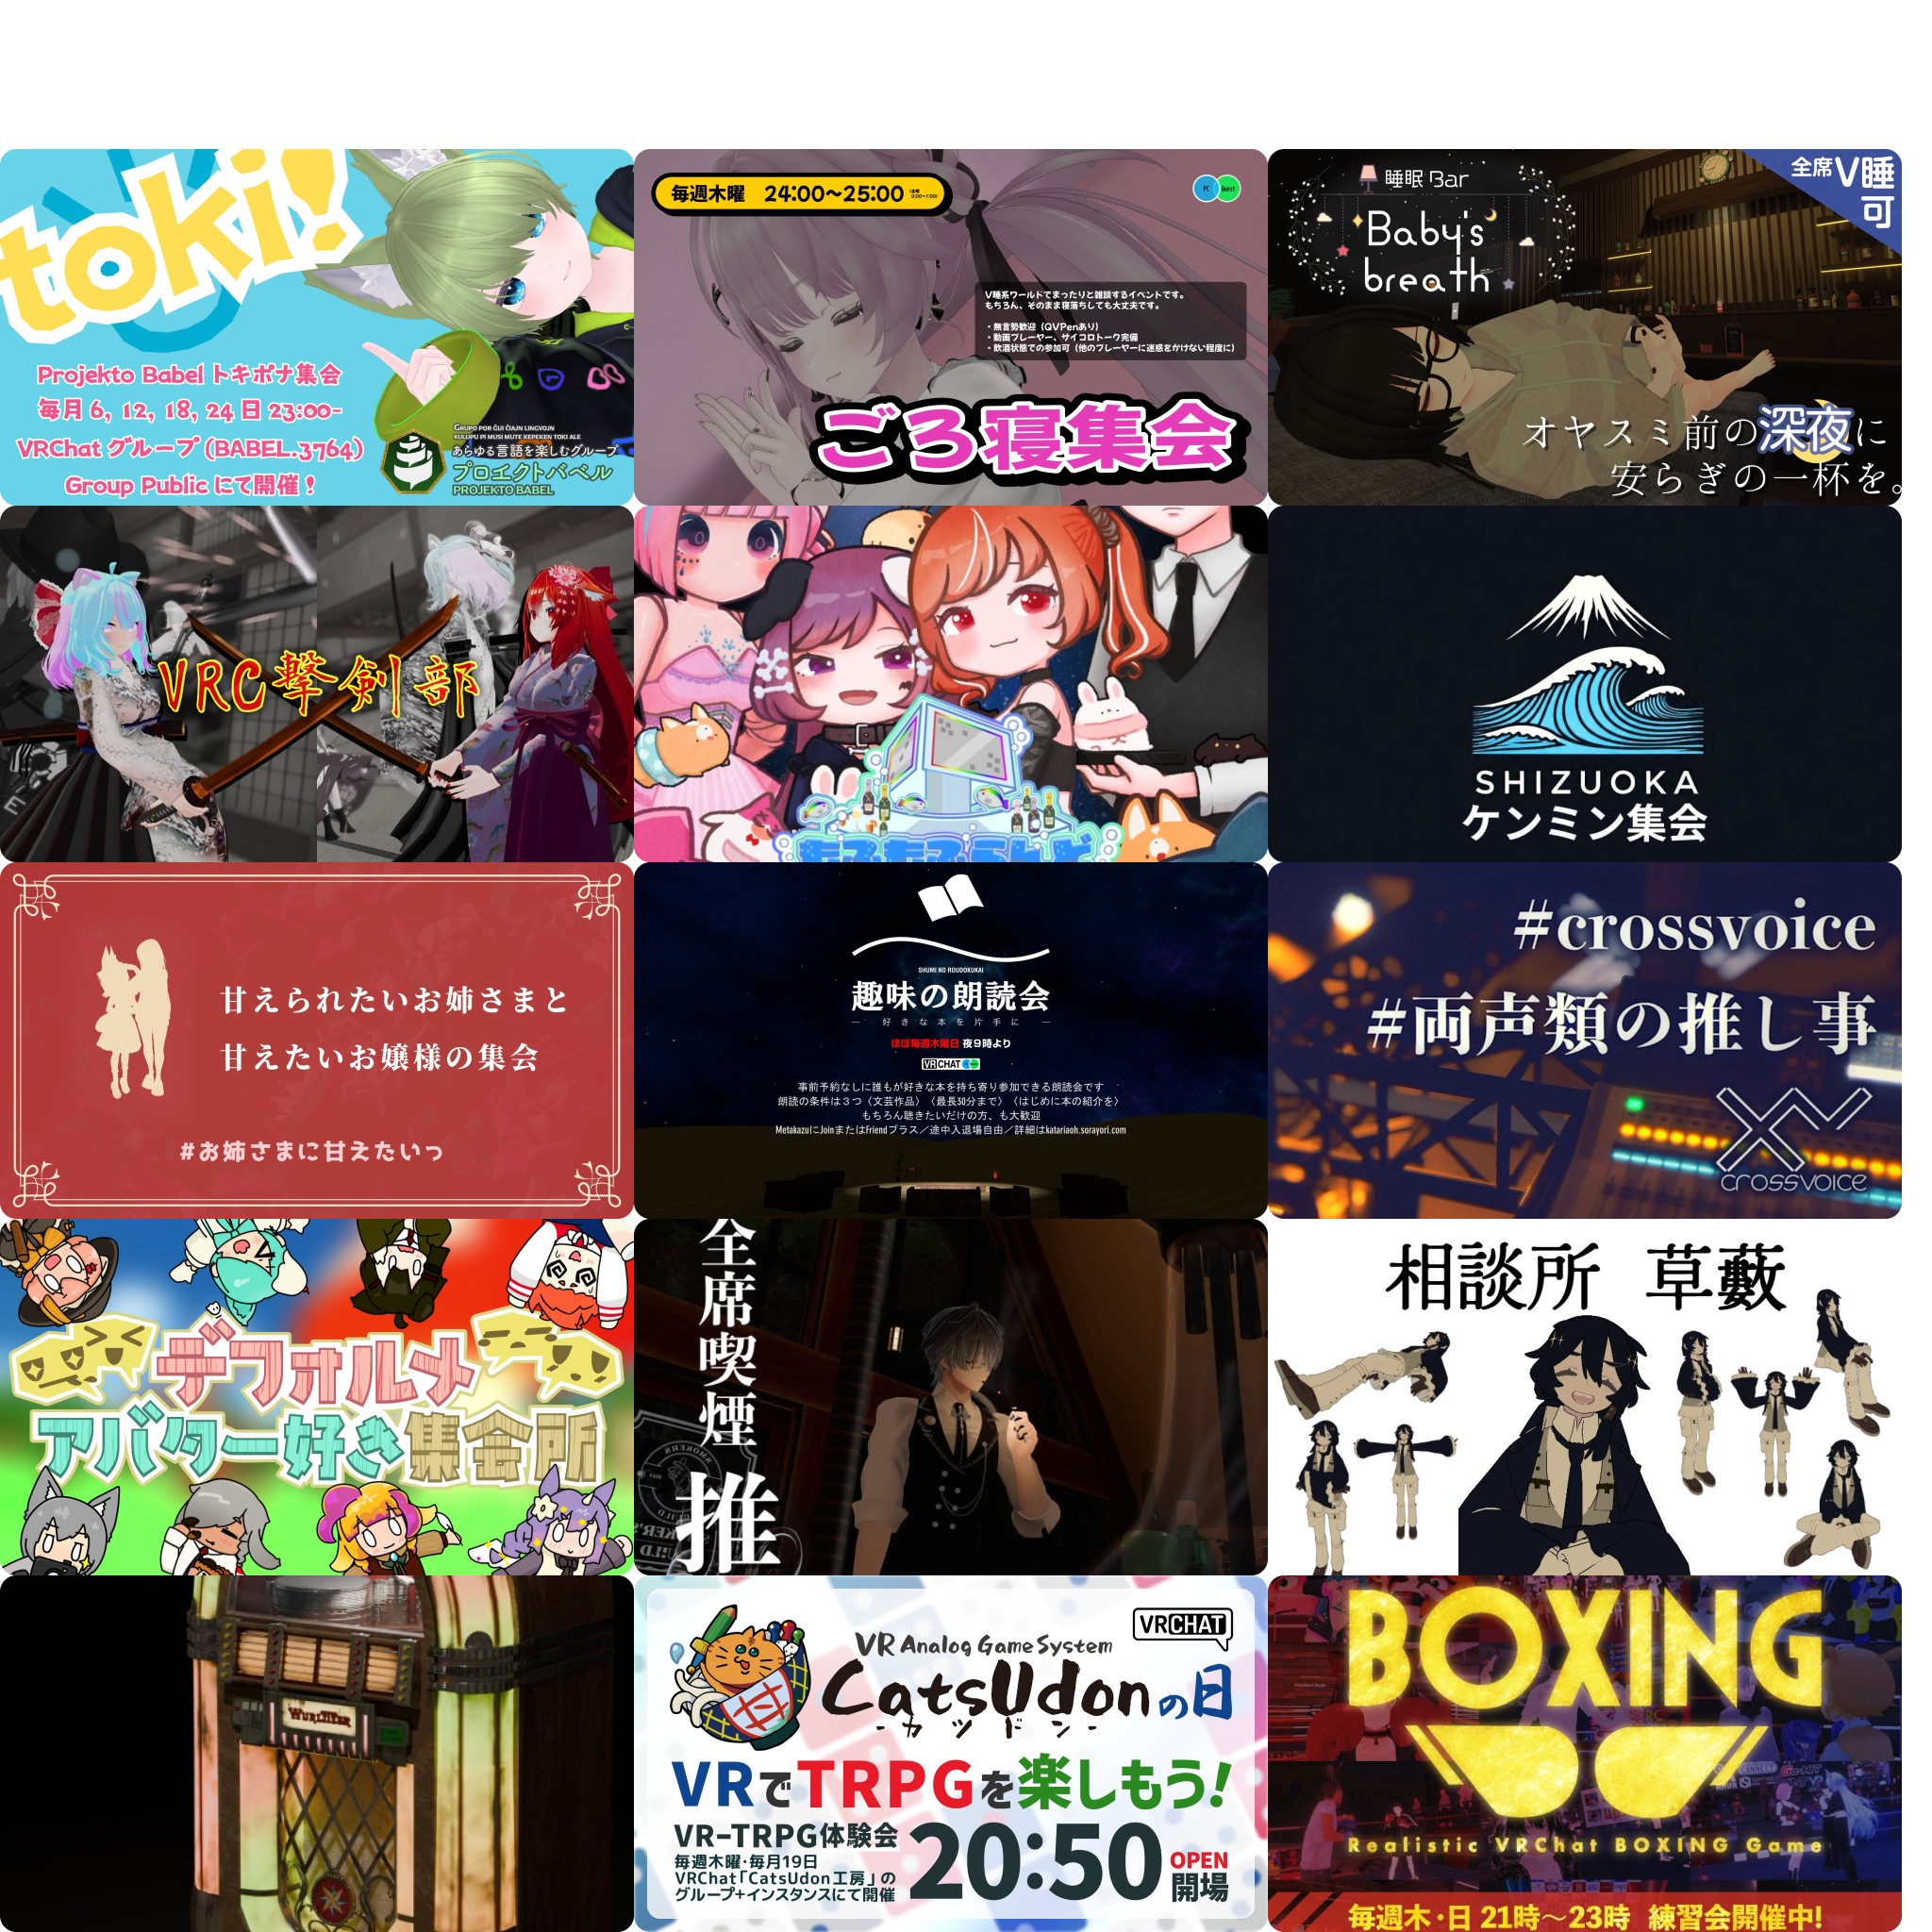 toki!
Projekto Babel トキポナ集会
毎月 6, 12, 18, 24 日 23:00-
VRChat グループ (BABEL.3764)
Group Public にて開催！
GRUPO POR ĈIUJ LINGVOJN
KULUPU PI MUSI MUTE KEPEKEN TOKI ALE
あらゆる言語を楽しむグループ
プロエクトバベル
PROJEKTO BABEL
毎週木曜 24:00～25:00
PC Quest
V睡系ワールドでまったりと雑談するイベントです。
もちろん、そのまま寝落ちしても大丈夫です。
・無言勢歓迎（QVPenあり）
・動画プレーヤー、サイコロトーク完備
・飲酒状態での参加可（他のプレーヤーに迷惑をかけない程度に）
ごろ寝集会
全席V睡可
睡眠 Bar
Baby's
breath
オヤスミ前の深夜に
安らぎの一杯を。
VRC撃剣部
SHIZUOKA
ケンミン集会
甘えられたいお姉さまと
甘えたいお嬢様の集会
#お姉さまに甘えたいっ
SHUMI NO ROUDOKUKAI
趣味の朗読会
― 好きな本を片手に ―
ほぼ毎週木曜日 夜９時より
VRCHAT
事前予約なしに誰もが好きな本を持ち寄り参加できる朗読会です
朗読の条件は３つ〈文芸作品〉〈最長30分まで〉〈はじめに本の紹介を〉
もちろん聴きたいだけの方、も大歓迎
MetakazuにJoinまたはFriendプラス／途中入退場自由／詳細はkatariaoh.sorayori.com
#crossvoice
#両声類の推し事
crossvoice
デフォルメ
アバター好き集会所
全席喫煙
推
相談所 草藪
WURLITZER
VRCHAT
VR Analog Game System
CatsUdonの日
-カツドン-
VRでTRPGを楽しもう!
VR-TRPG体験会
毎週木曜・毎月19日
VRChat「CatsUdon工房」の
グループ+インスタンスにて開催
20:50
OPEN
開場
BOXING
Realistic VRChat BOXING Game
毎週木・日 21時～23時 練習会開催中!